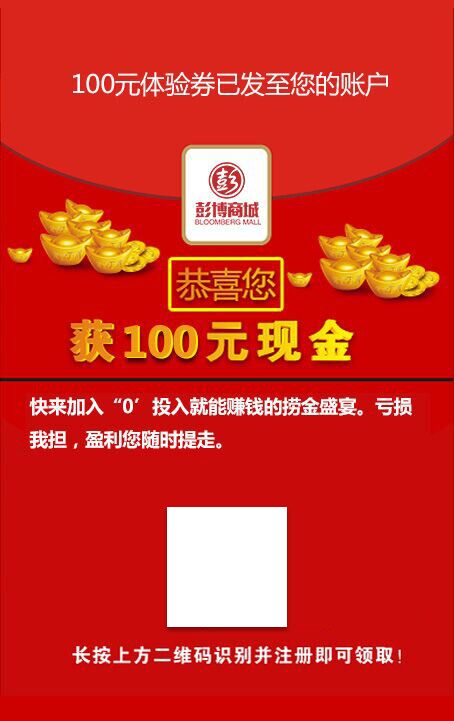 100元体验券已发至您的账户
彭
彭博商城
BLOOMBERG MALL
恭喜您
获100元现金
快来加入“0’投入就能赚钱的捞金盛宴。亏损
我担，盈利您随时提走。
长按上方二维码识别并注册即可领取!